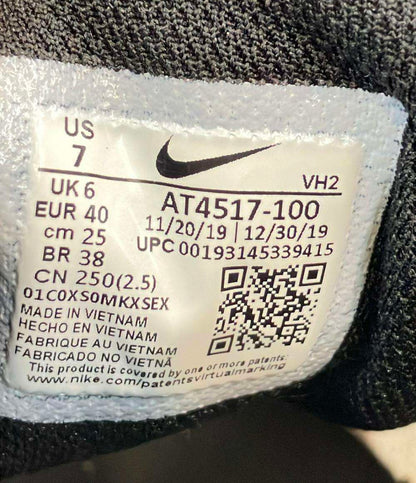 US
7
VH2
UK 6
AT4517-100
EUR 40
11/20/19 | 12/30/19
cm 25
UPC 00193145339415
BR 38
CN 250(2.5)
01C0XS0MKXSEX
MADE IN VIETNAM
HECHO EN VIETNAM
FABRIQUE AU VIETNAM
FABRICADO NO VIETNÃ
This product is covered by one or more patents:
www.nike.com/patentsvirtualmarking